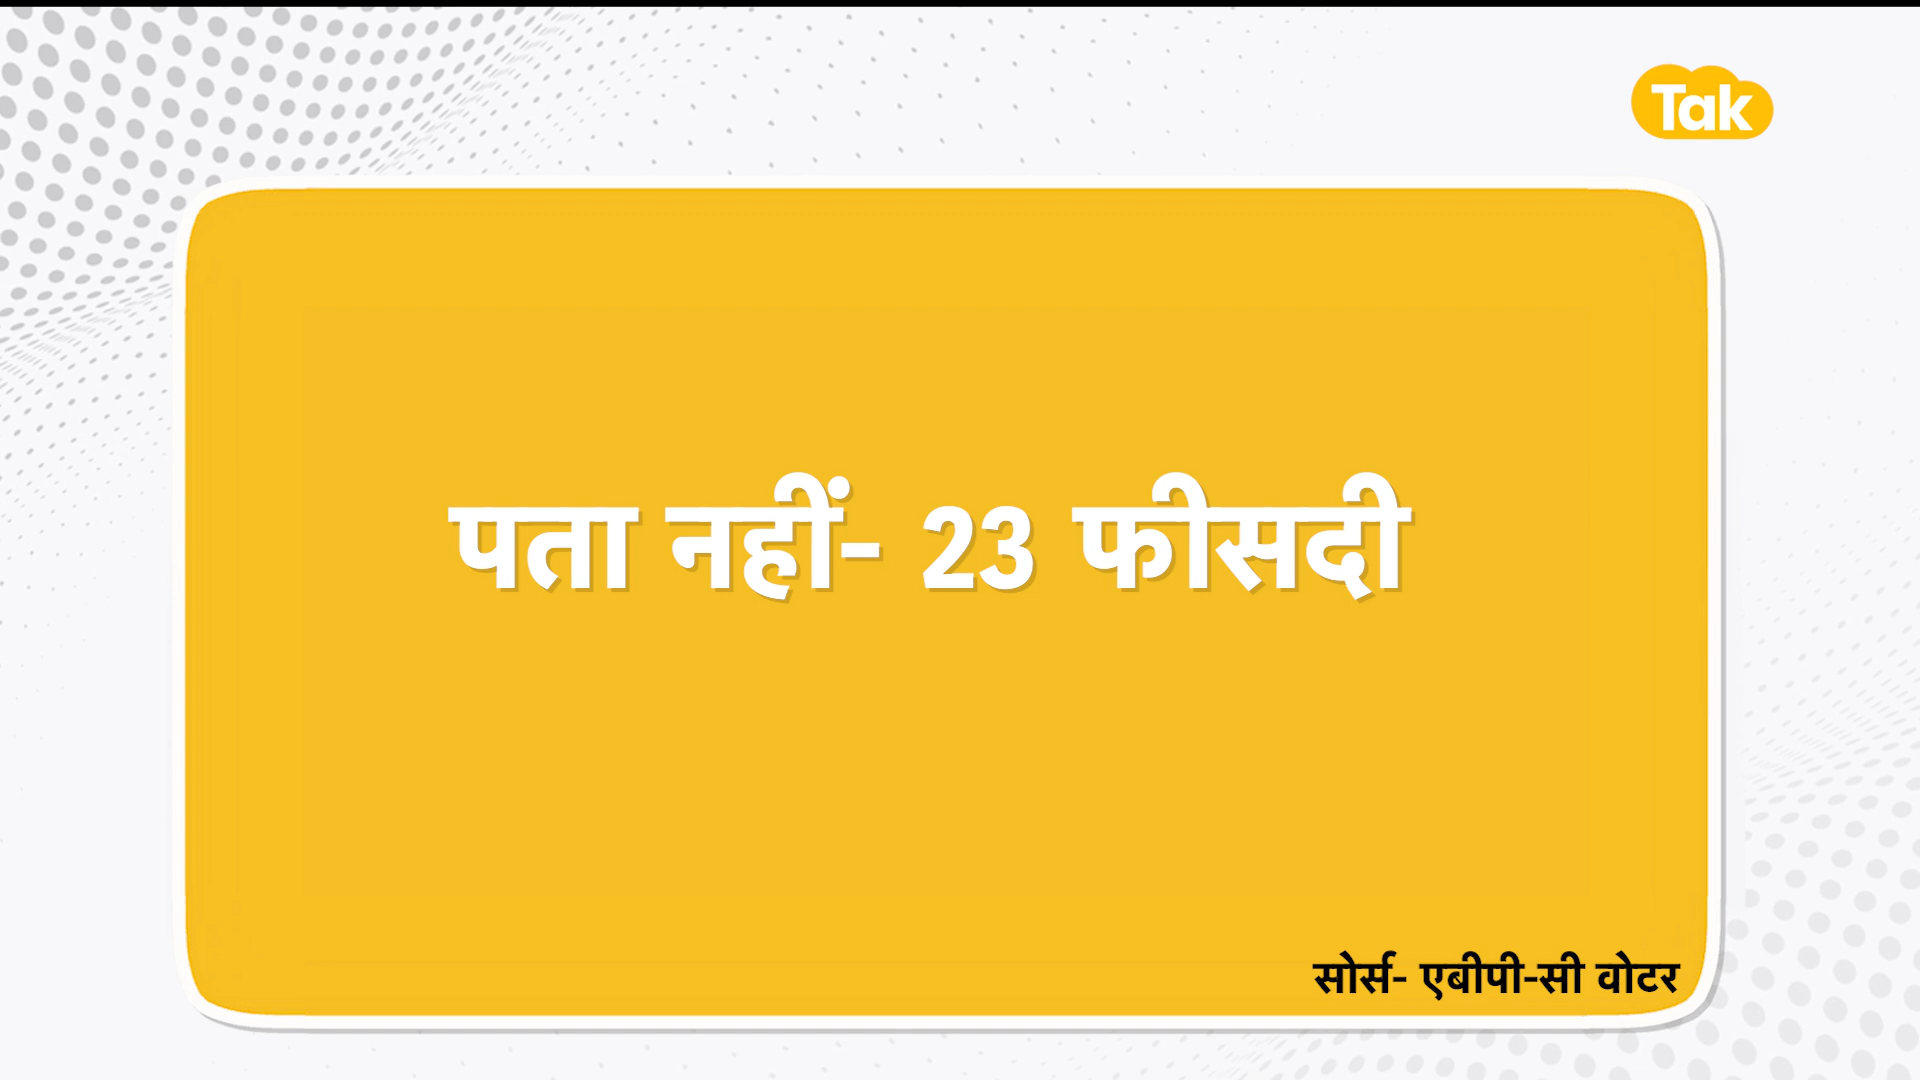 Tak
पता नहीं- 23 फीसदी
सोर्स- एबीपी-सी वोटर